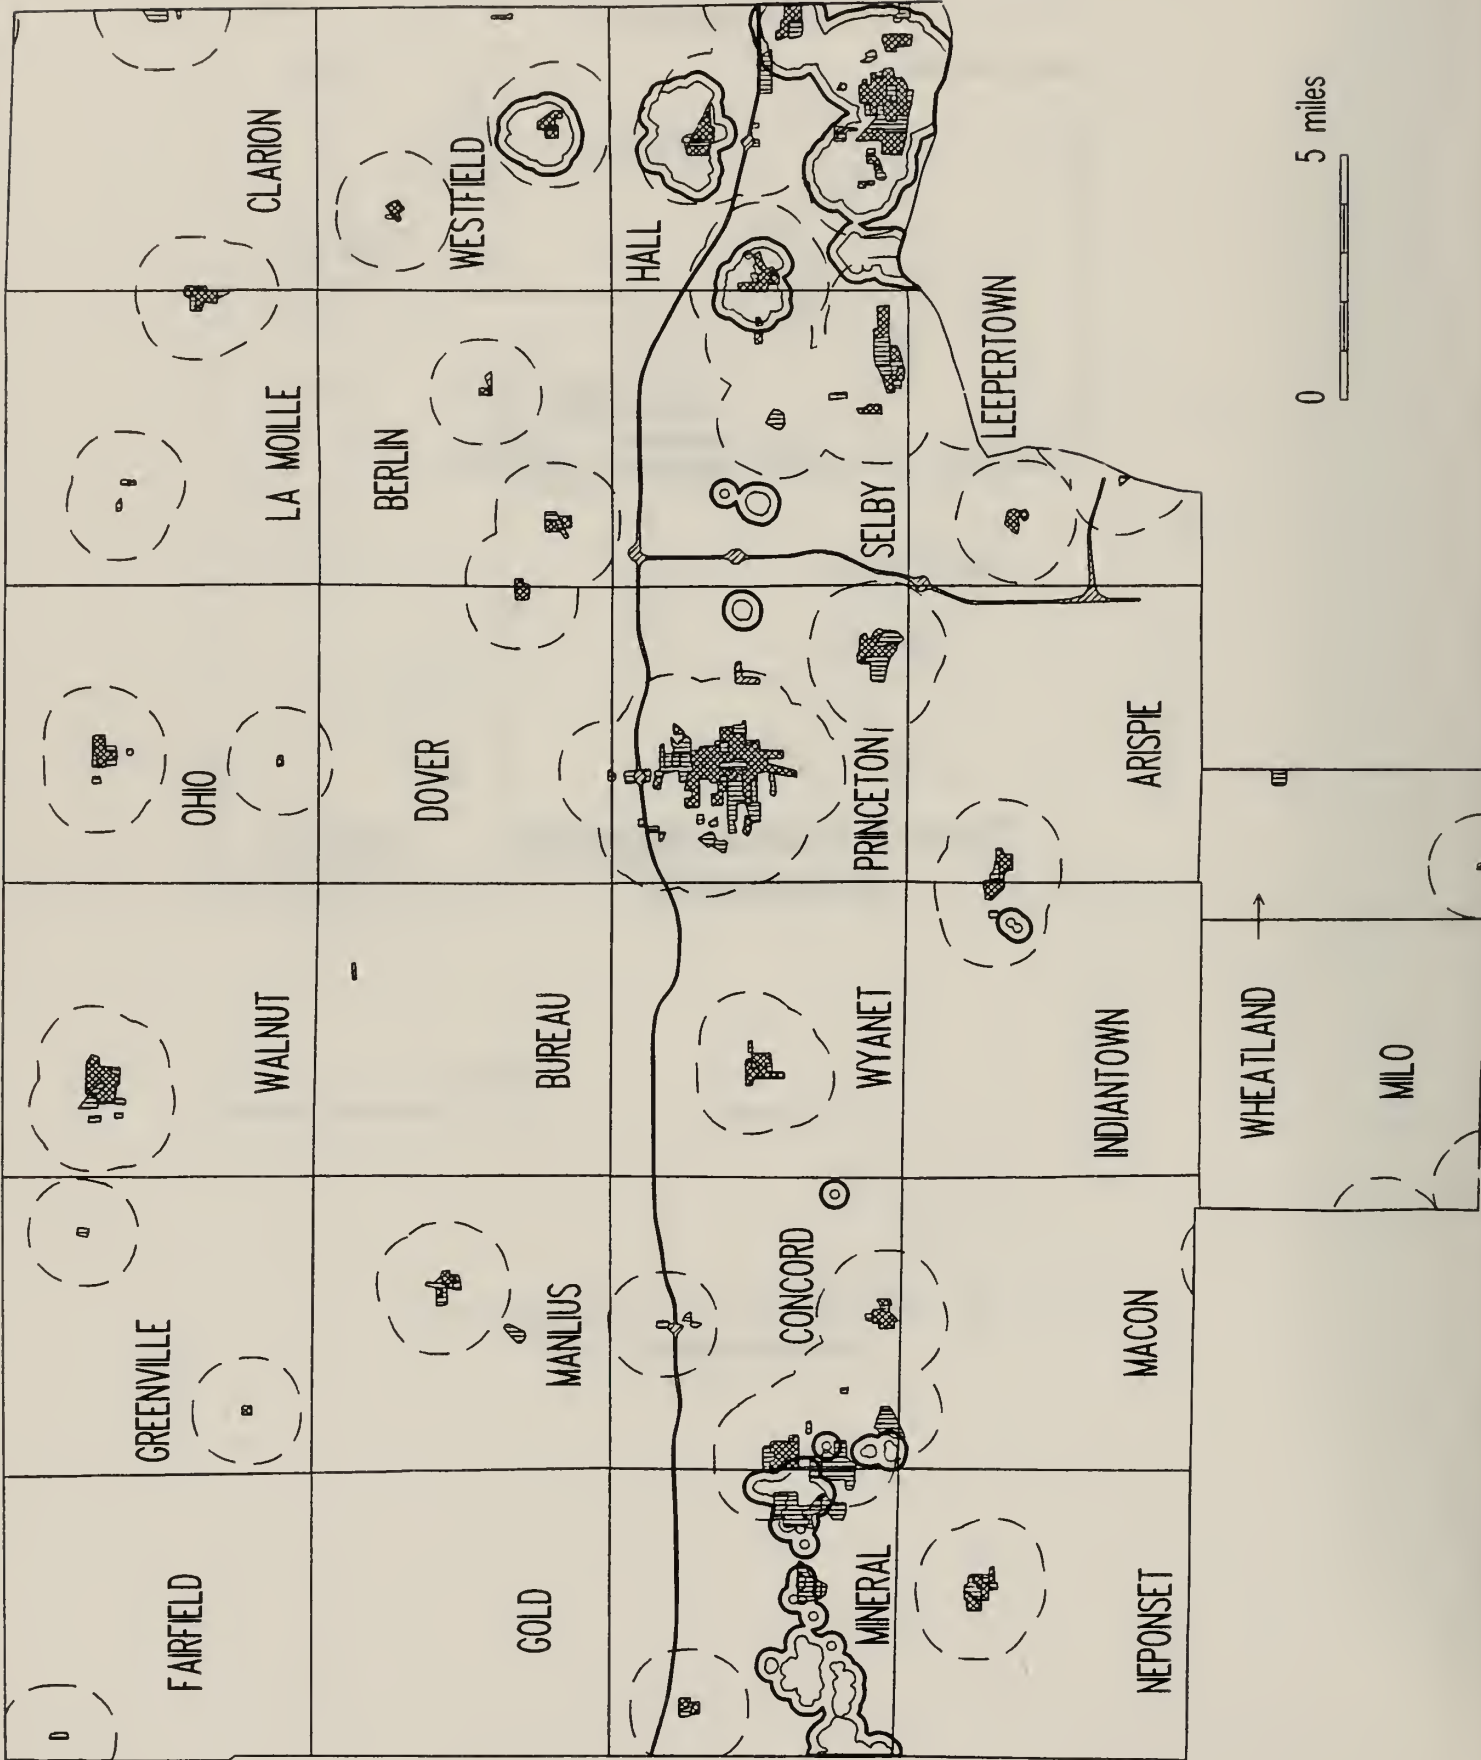 CLARION
WESTFIELD
HALL
LA MOILLE
BERLIN
SELBY
LEEPERTOWN
0 5 miles
OHIO
DOVER
PRINCETON
ARISPIE
WALNUT
BUREAU
WYANET
INDIANTOWN
WHEATLAND
MILO
GREENVILLE
MANLIUS
CONCORD
MACON
FAIRFIELD
GOLD
MINERAL
NEPONSET